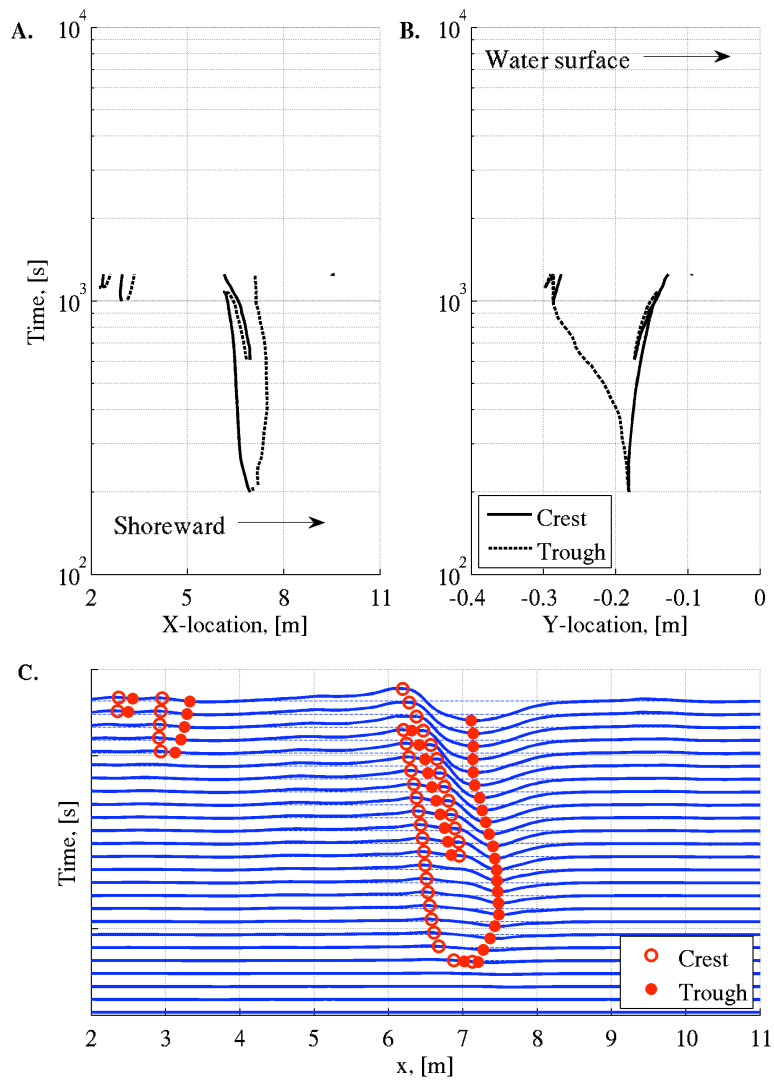 A.
10^4
10^3
10^2
Time, [s]
Shoreward
2 5 8 11
X-location, [m]
B.
10^4
10^3
10^2
Water surface
Crest
Trough
-0.4 -0.3 -0.2 -0.1 0
Y-location, [m]
C.
Time, [s]
Crest
Trough
2 3 4 5 6 7 8 9 10 11
x, [m]